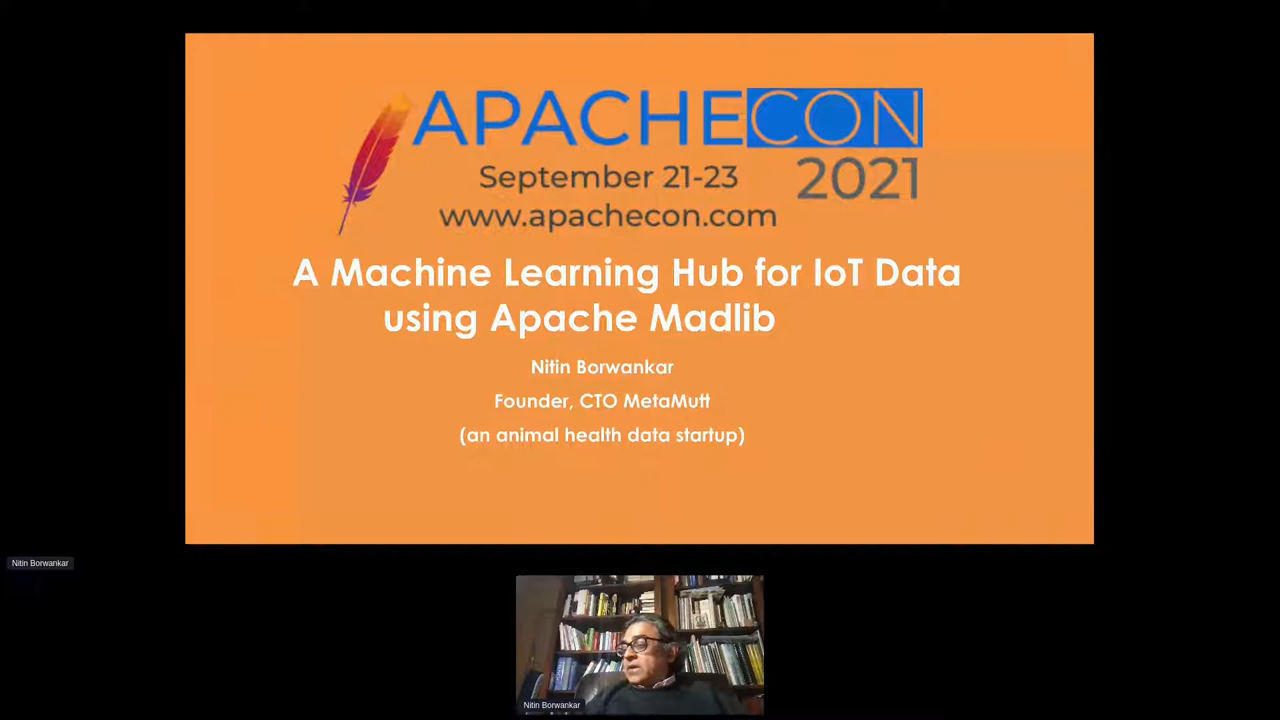 APACHECON
September 21-23
2021
www.apachecon.com
A Machine Learning Hub for IoT Data
using Apache Madlib
Nitin Borwankar
Founder, CTO MetaMutt
(an animal health data startup)
Nitin Borwankar
Nitin Borwankar